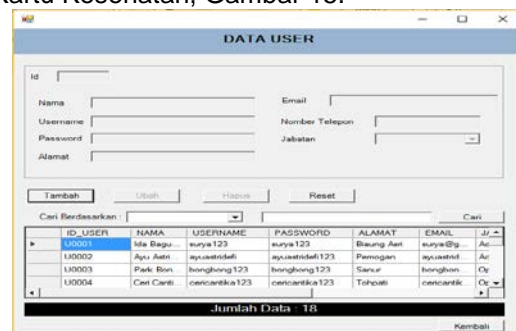 Kartu Kesehatan, Gambar
DATA USER
Id
Nama
Email
Username
Nomber Telepon
Password
Jabatan
Alamat
Tambah Ubah Hapus Reset
Cari Berdasarkan : Cari
ID_USER NAMA USERNAME PASSWORD ALAMAT EMAIL
U0001 Ida Bagu... surya123 surya123 Biaung Asri surya@g...
U0002 Ayu Astri... ayuastridefi ayuastridefi123 Pemogan ayuastrid...
U0003 Park Bon... bongbong123 bongbong123 Sanur bongbon...
U0004 Ceri Canti... cericantika123 cericantika123 Tohpati cericantik...
Jumlah Data : 18
Kembali